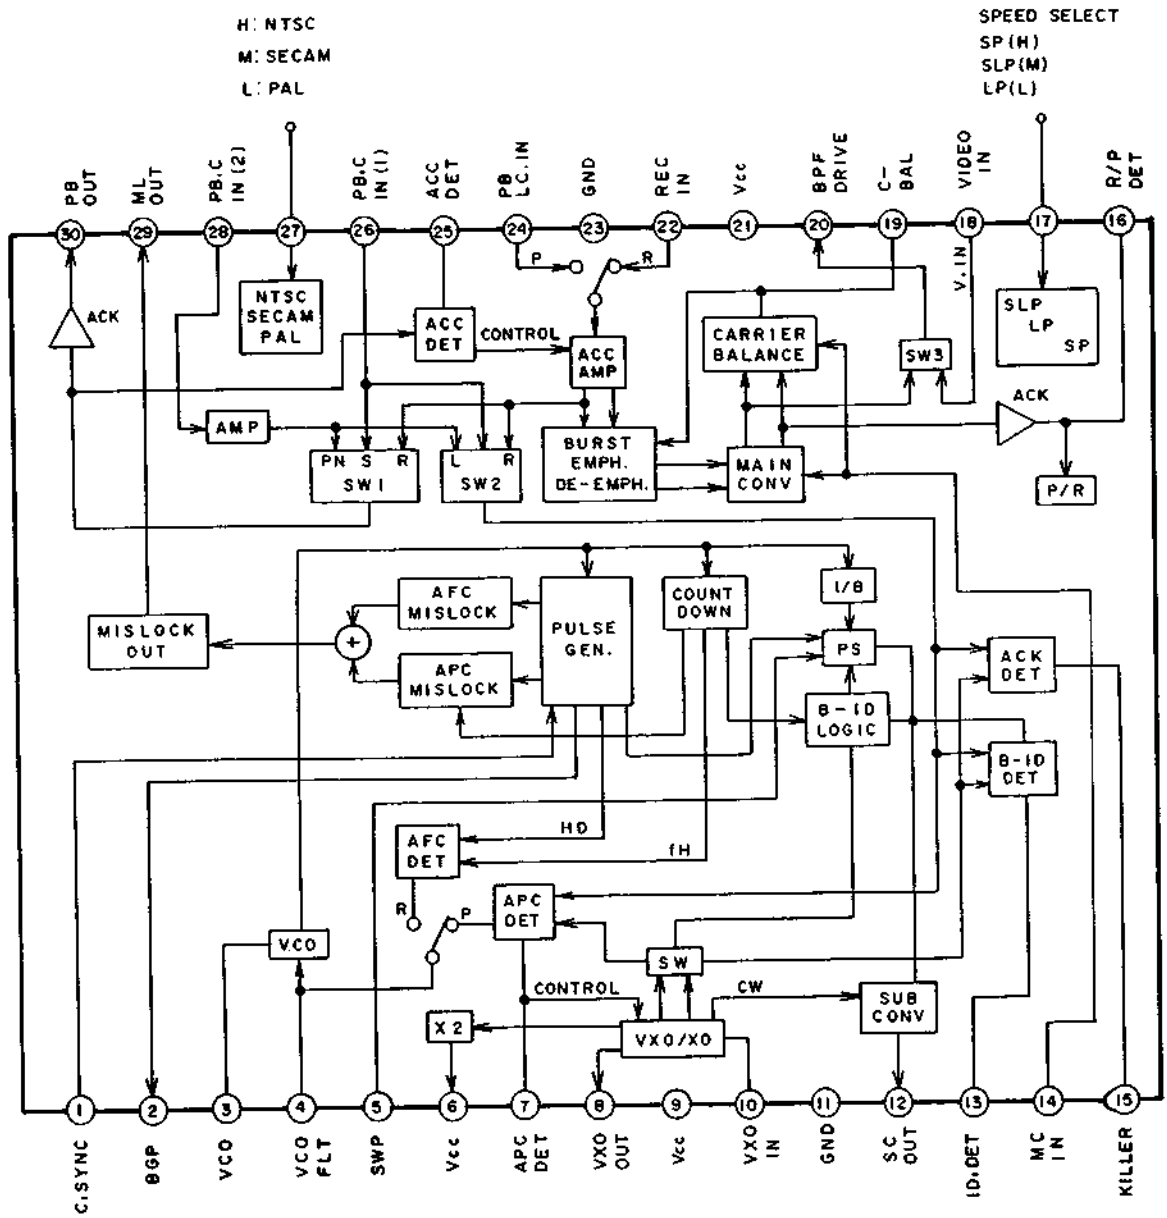 H: NTSC
M: SECAM
L: PAL
SPEED SELECT
SP(H)
SLP(M)
LP(L)
PB
OUT
ML
OUT
PB.C
IN(2)
PB.C
IN(1)
ACC
DET
PB
LC.IN
GND
REC
IN
Vcc
BPF
DRIVE
C-
BAL
VIDEO
IN
R/P
DET
30
29
28
27
26
25
24
23
22
21
20
19
18
17
16
P
R
V.IN
ACK
NTSC
SECAM
PAL
ACC
DET
CONTROL
ACC
AMP
CARRIER
BALANCE
SW3
SLP
LP
SP
ACK
AMP
PN S R
SW1
L R
SW2
BURST
EMPH.
DE-EMPH.
MAIN
CONV
P/R
MISLOCK
OUT
+
AFC
MISLOCK
APC
MISLOCK
PULSE
GEN.
COUNT
DOWN
1/8
PS
B-ID
LOGIC
ACK
DET
B-ID
DET
HD
fH
AFC
DET
R
P
APC
DET
VCO
SW
CONTROL
CW
X2
VXO/XO
SUB
CONV
1
2
3
4
5
6
7
8
9
10
11
12
13
14
15
C.SYNC
BGP
VCO
VCO
FLT
SWP
Vcc
APC
DET
VXO
OUT
Vcc
VXO
IN
GND
SC
OUT
ID.DET
MC
IN
KILLER